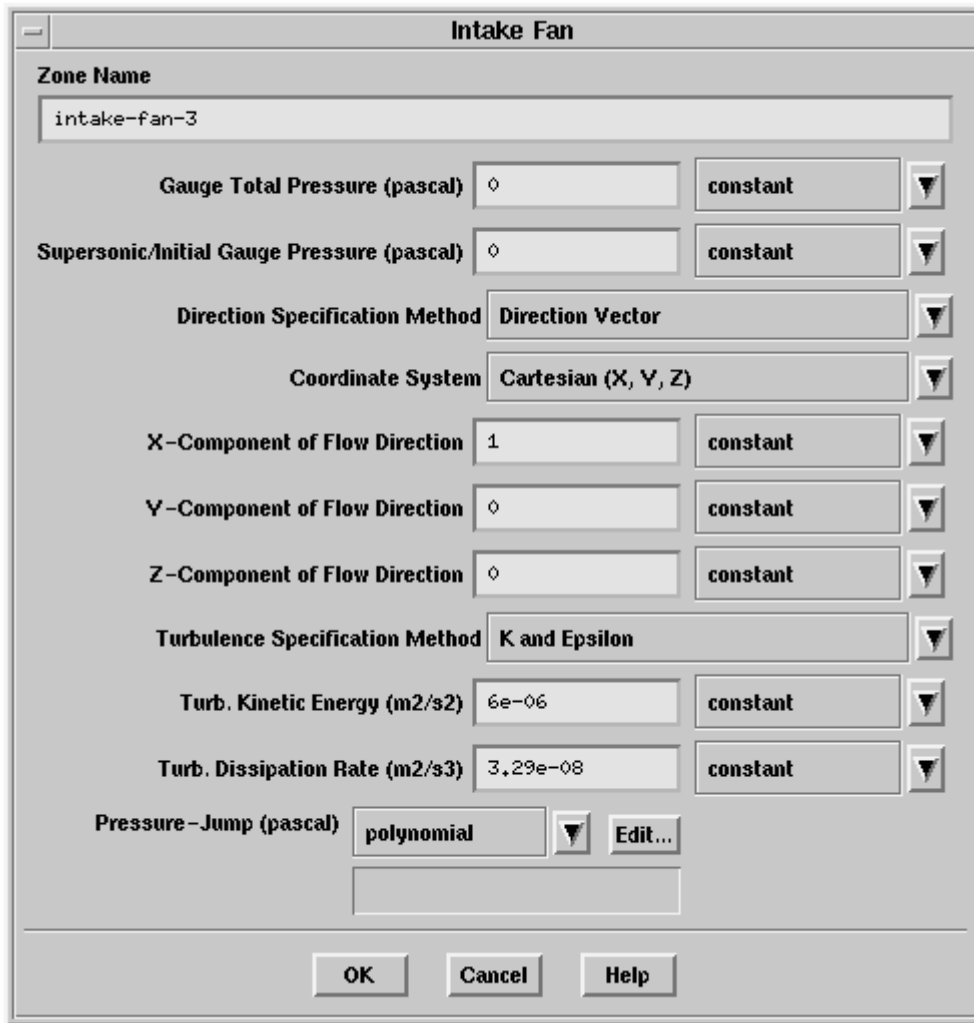 Intake Fan
Zone Name
intake-fan-3
Gauge Total Pressure (pascal) 0 constant
Supersonic/Initial Gauge Pressure (pascal) 0 constant
Direction Specification Method Direction Vector
Coordinate System Cartesian (X, Y, Z)
X-Component of Flow Direction 1 constant
Y-Component of Flow Direction 0 constant
Z-Component of Flow Direction 0 constant
Turbulence Specification Method K and Epsilon
Turb. Kinetic Energy (m2/s2) 6e-06 constant
Turb. Dissipation Rate (m2/s3) 3.29e-08 constant
Pressure-Jump (pascal) polynomial Edit...
OK Cancel Help